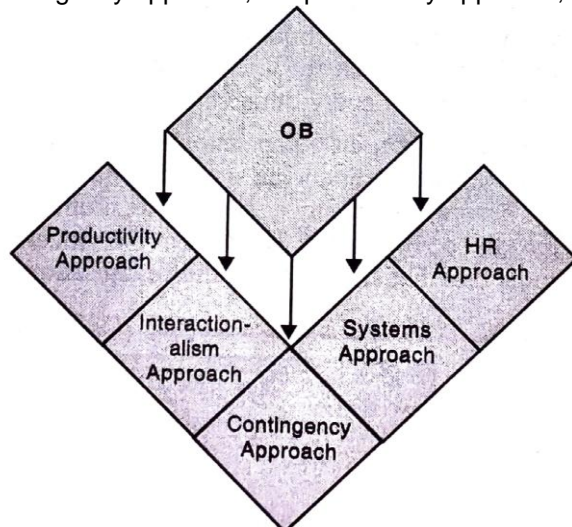 OB
Productivity
Approach
HR
Approach
Interaction-
alism
Approach
Systems
Approach
Contingency
Approach